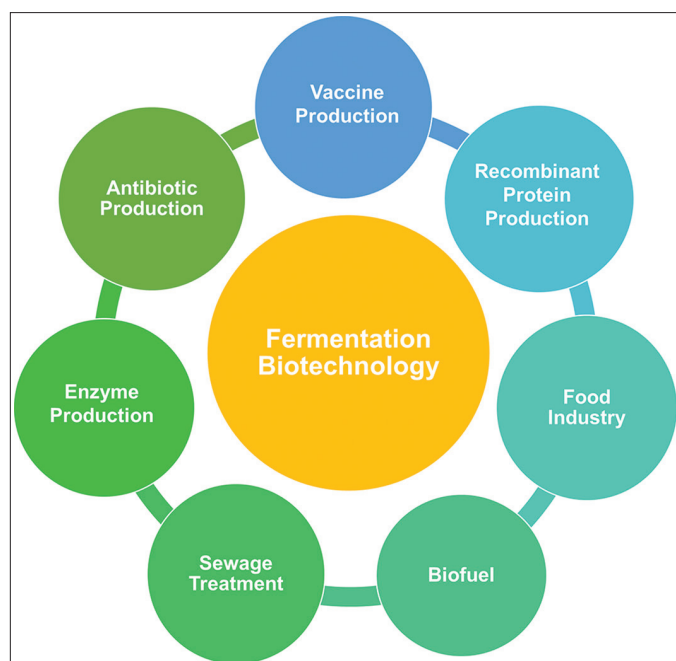 Vaccine
Production
Recombinant
Protein
Production
Food
Industry
Biofuel
Sewage
Treatment
Enzyme
Production
Antibiotic
Production
Fermentation
Biotechnology